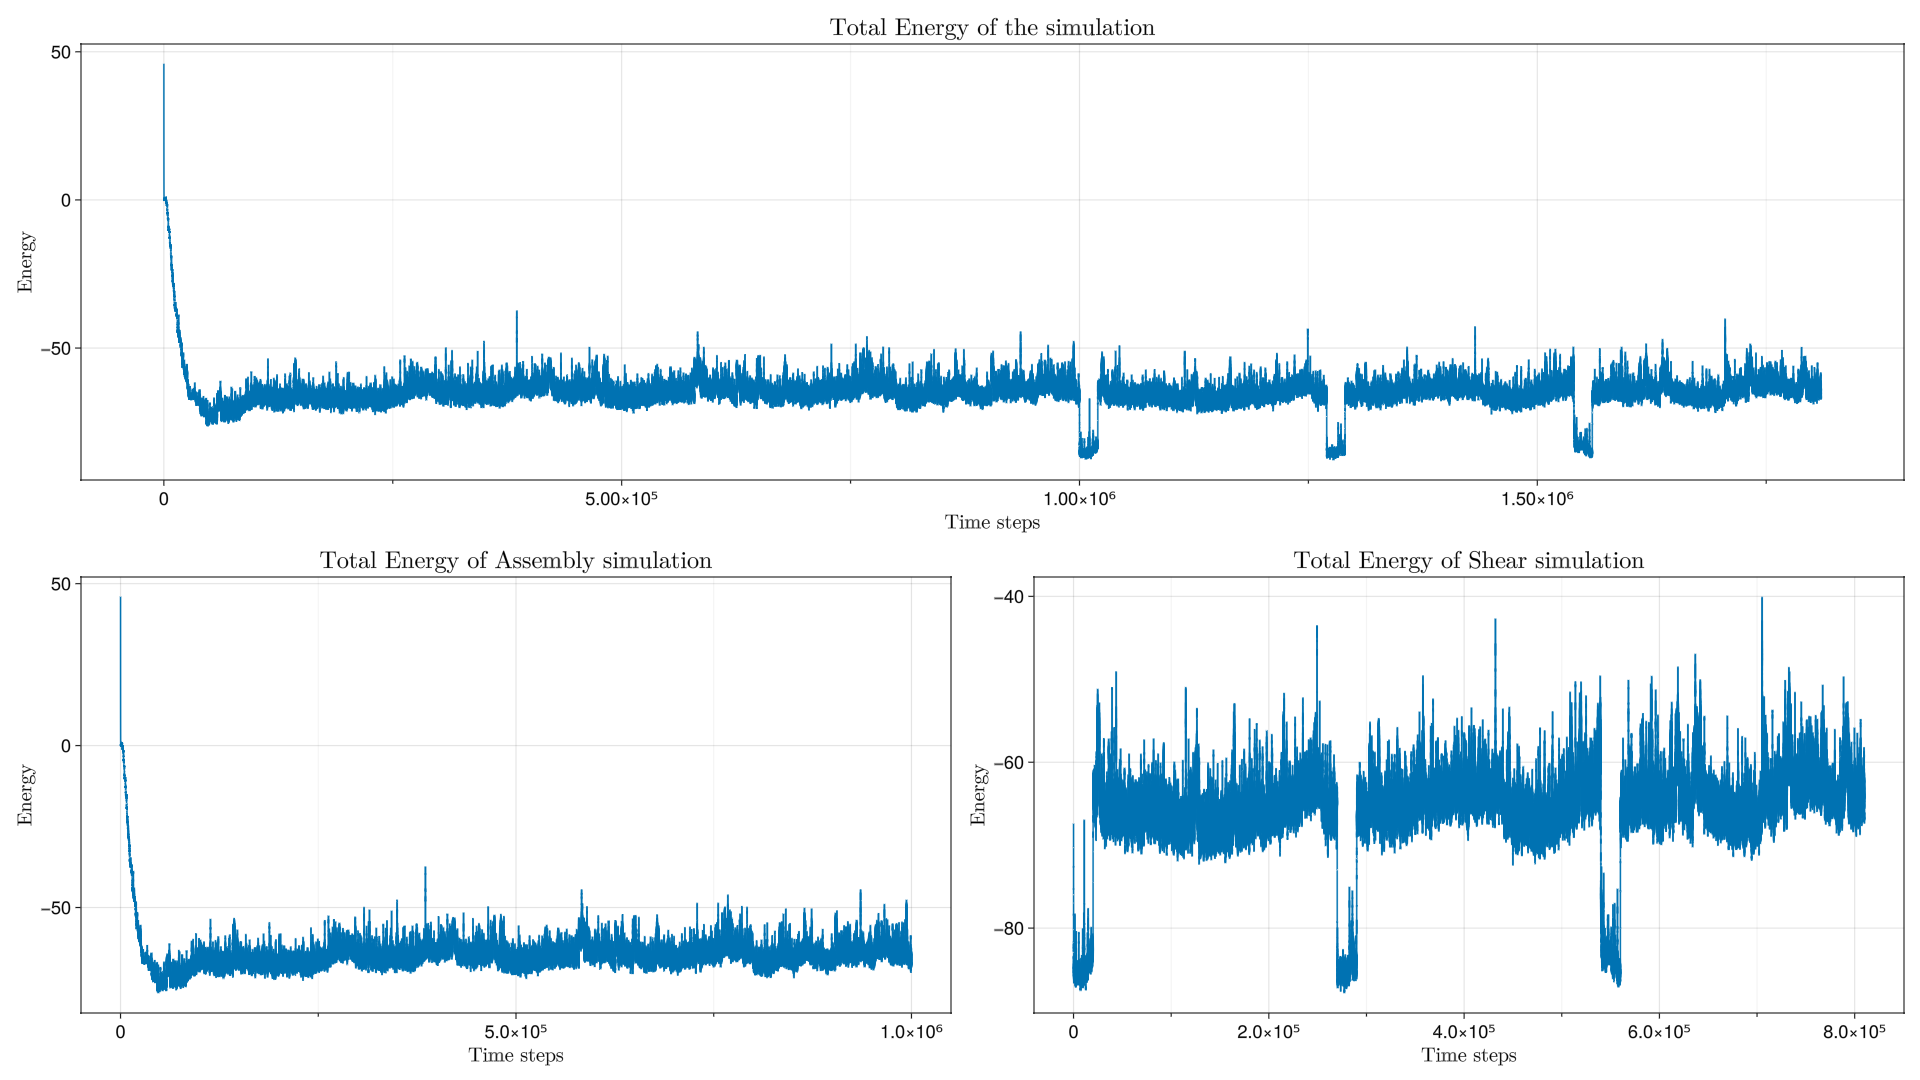 Total Energy of the simulation
50
0
−50
Energy
0
5.00×10⁵
1.00×10⁶
1.50×10⁶
Time steps
Total Energy of Assembly simulation
50
0
−50
Energy
0
5.0×10⁵
1.0×10⁶
Time steps
Total Energy of Shear simulation
−40
−60
−80
Energy
0
2.0×10⁵
4.0×10⁵
6.0×10⁵
8.0×10⁵
Time steps